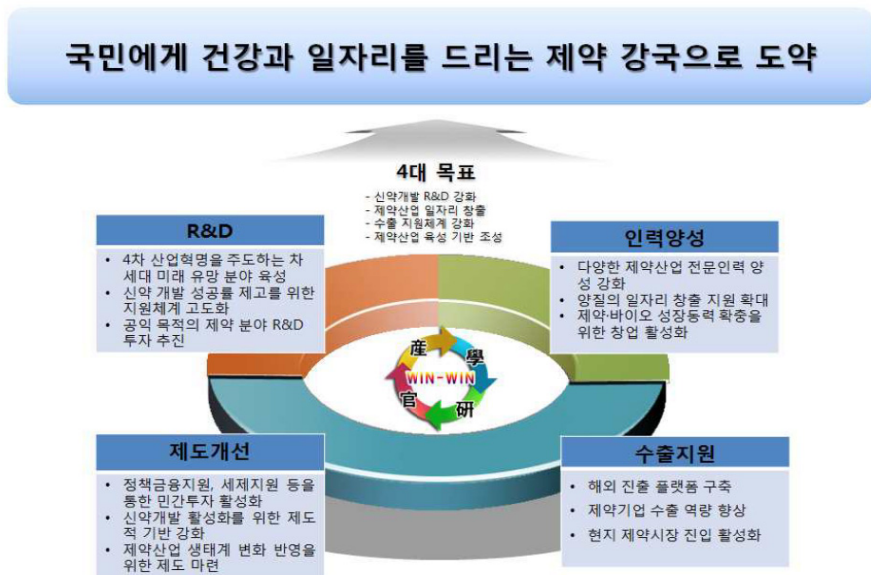 국민에게 건강과 일자리를 드리는 제약 강국으로 도약
4대 목표
- 신약개발 R&D 강화
- 제약산업 일자리 창출
- 수출 지원체계 강화
- 제약산업 육성 기반 조성
R&D
• 4차 산업혁명을 주도하는 차
세대 미래 유망 분야 육성
• 신약 개발 성공률 제고를 위한
지원체계 고도화
• 공익 목적의 제약 분야 R&D
투자 추진
인력양성
• 다양한 제약산업 전문인력 양
성 강화
• 양질의 일자리 창출 지원 확대
• 제약·바이오 성장동력 확충을
위한 창업 활성화
産
學
WIN-WIN
官
硏
제도개선
• 정책금융지원, 세제지원 등을
통한 민간투자 활성화
• 신약개발 활성화를 위한 제도
적 기반 강화
• 제약산업 생태계 변화 반영을
위한 제도 마련
수출지원
• 해외 진출 플랫폼 구축
• 제약기업 수출 역량 향상
• 현지 제약시장 진입 활성화